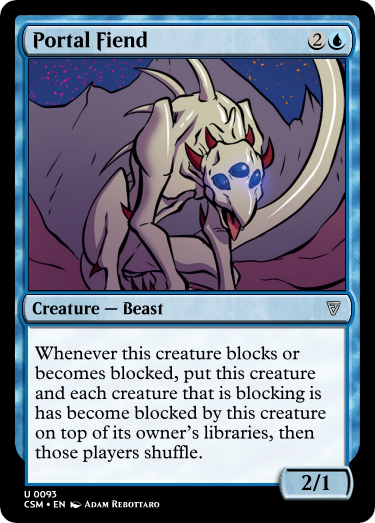 Portal Fiend 2
Creature — Beast
Whenever this creature blocks or
becomes blocked, put this creature
and each creature that is blocking is
has become blocked by this creature
on top of its owner's libraries, then
those players shuffle.
2/1
U 0093
CSM • EN Adam Rebottaro